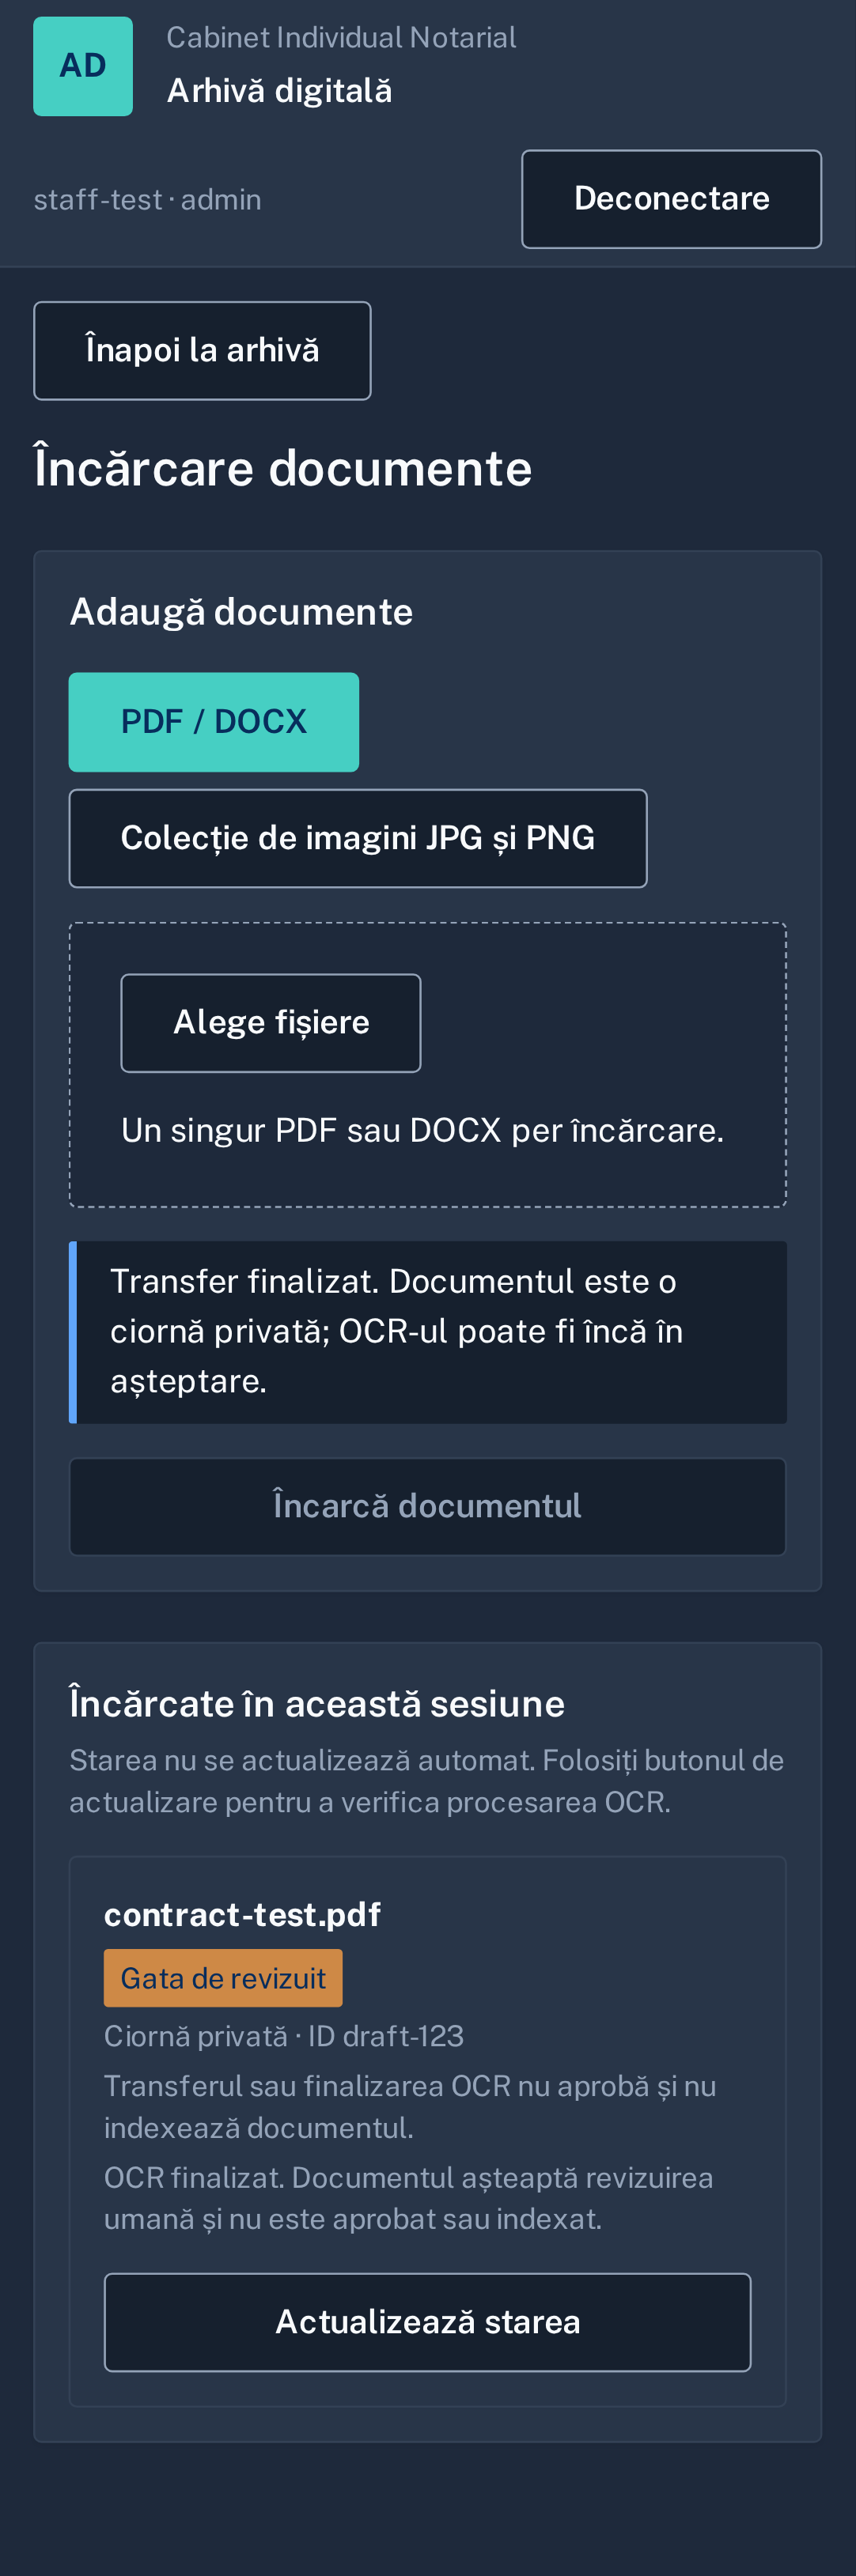 AD
Cabinet Individual Notarial
Arhivă digitală
staff-test · admin
Deconectare
Înapoi la arhivă
Încărcare documente
Adaugă documente
PDF / DOCX
Colecție de imagini JPG și PNG
Alege fișiere
Un singur PDF sau DOCX per încărcare.
Transfer finalizat. Documentul este o
ciornă privată; OCR-ul poate fi încă în
așteptare.
Încarcă documentul
Încărcate în această sesiune
Starea nu se actualizează automat. Folosiți butonul de
actualizare pentru a verifica procesarea OCR.
contract-test.pdf
Gata de revizuit
Ciornă privată · ID draft-123
Transferul sau finalizarea OCR nu aprobă și nu
indexează documentul.
OCR finalizat. Documentul așteaptă revizuirea
umană și nu este aprobat sau indexat.
Actualizează starea